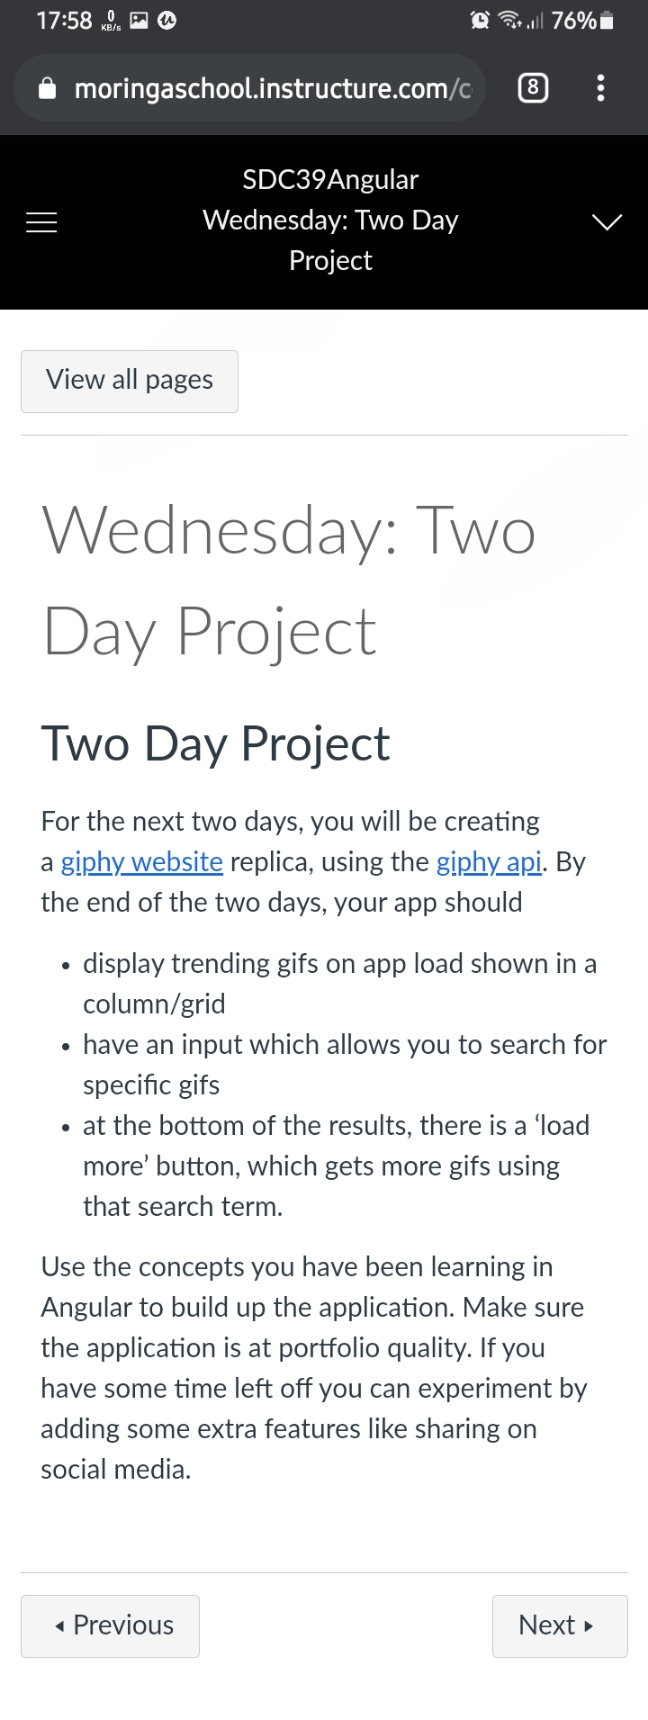 17:58 0 KB/s 76%
moringaschool.instructure.com/c 8
SDC39Angular
Wednesday: Two Day
Project
View all pages
Wednesday: Two
Day Project
Two Day Project
For the next two days, you will be creating
a giphy website replica, using the giphy api. By
the end of the two days, your app should
• display trending gifs on app load shown in a
column/grid
• have an input which allows you to search for
specific gifs
• at the bottom of the results, there is a ‘load
more’ button, which gets more gifs using
that search term.
Use the concepts you have been learning in
Angular to build up the application. Make sure
the application is at portfolio quality. If you
have some time left off you can experiment by
adding some extra features like sharing on
social media.
◂ Previous Next ▸